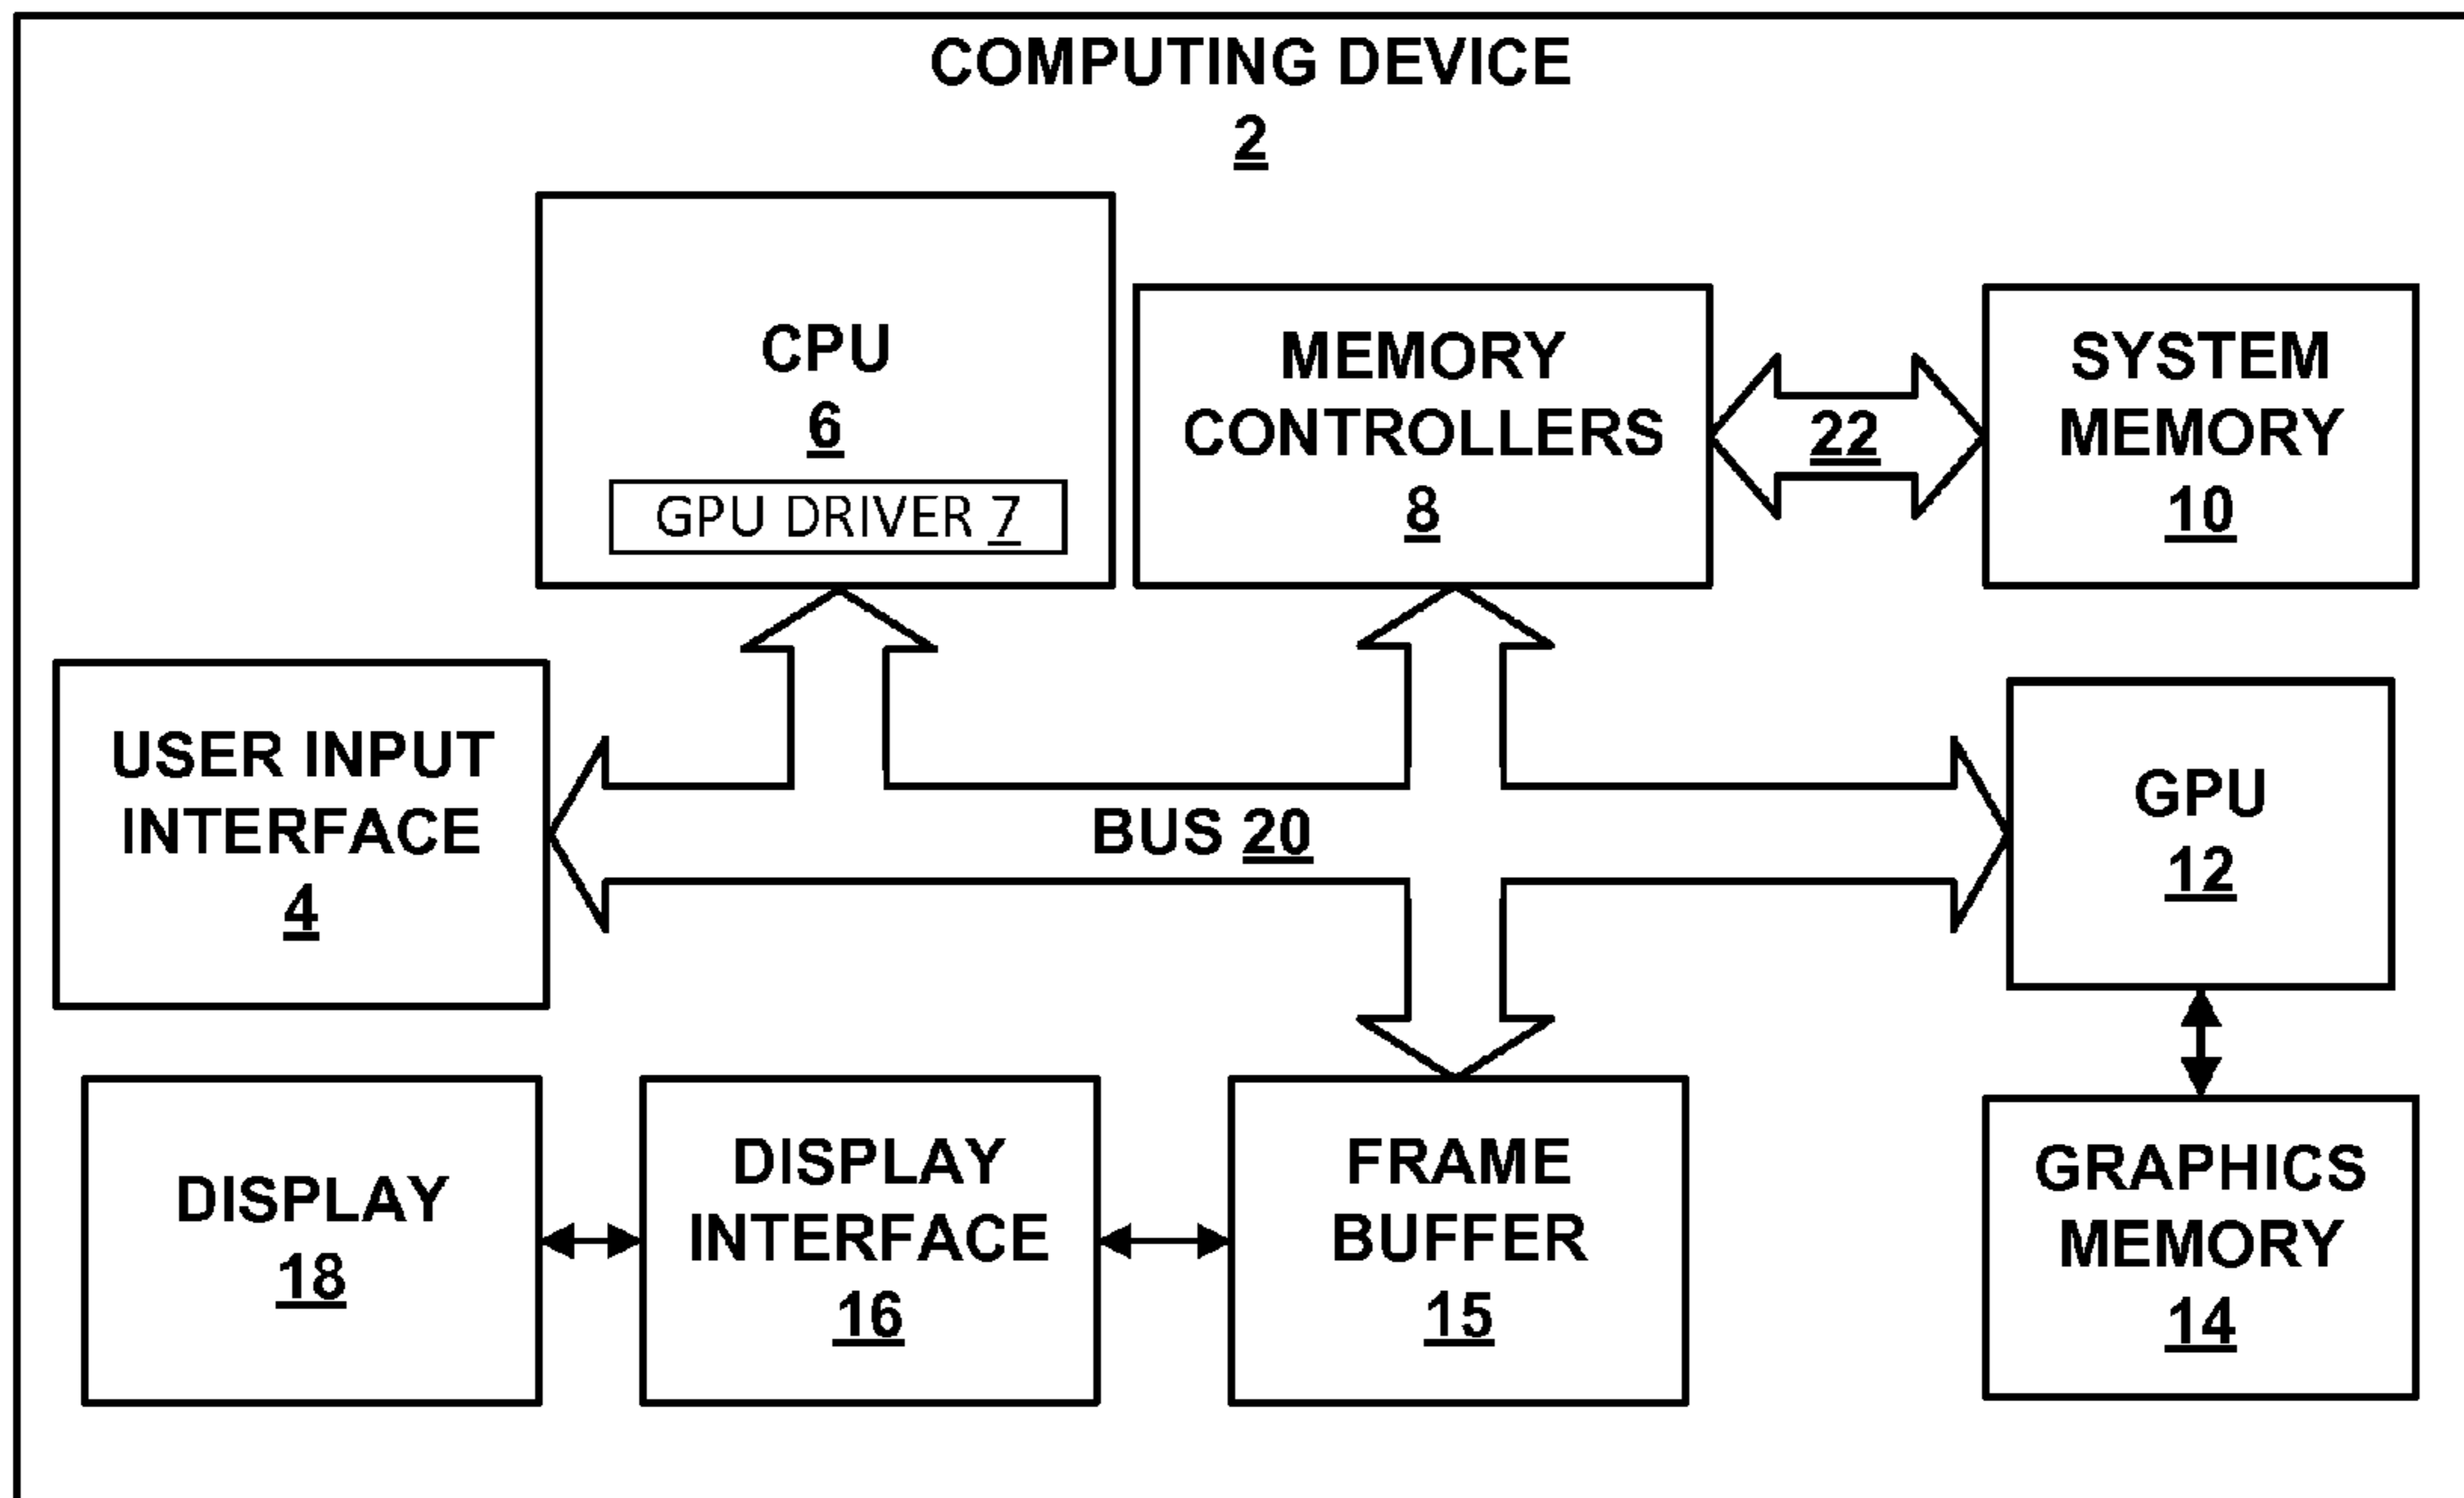 COMPUTING DEVICE
2
CPU
6
GPU DRIVER 7
MEMORY
CONTROLLERS
8
22
SYSTEM
MEMORY
10
USER INPUT
INTERFACE
4
BUS 20
GPU
12
DISPLAY
18
DISPLAY
INTERFACE
16
FRAME
BUFFER
15
GRAPHICS
MEMORY
14